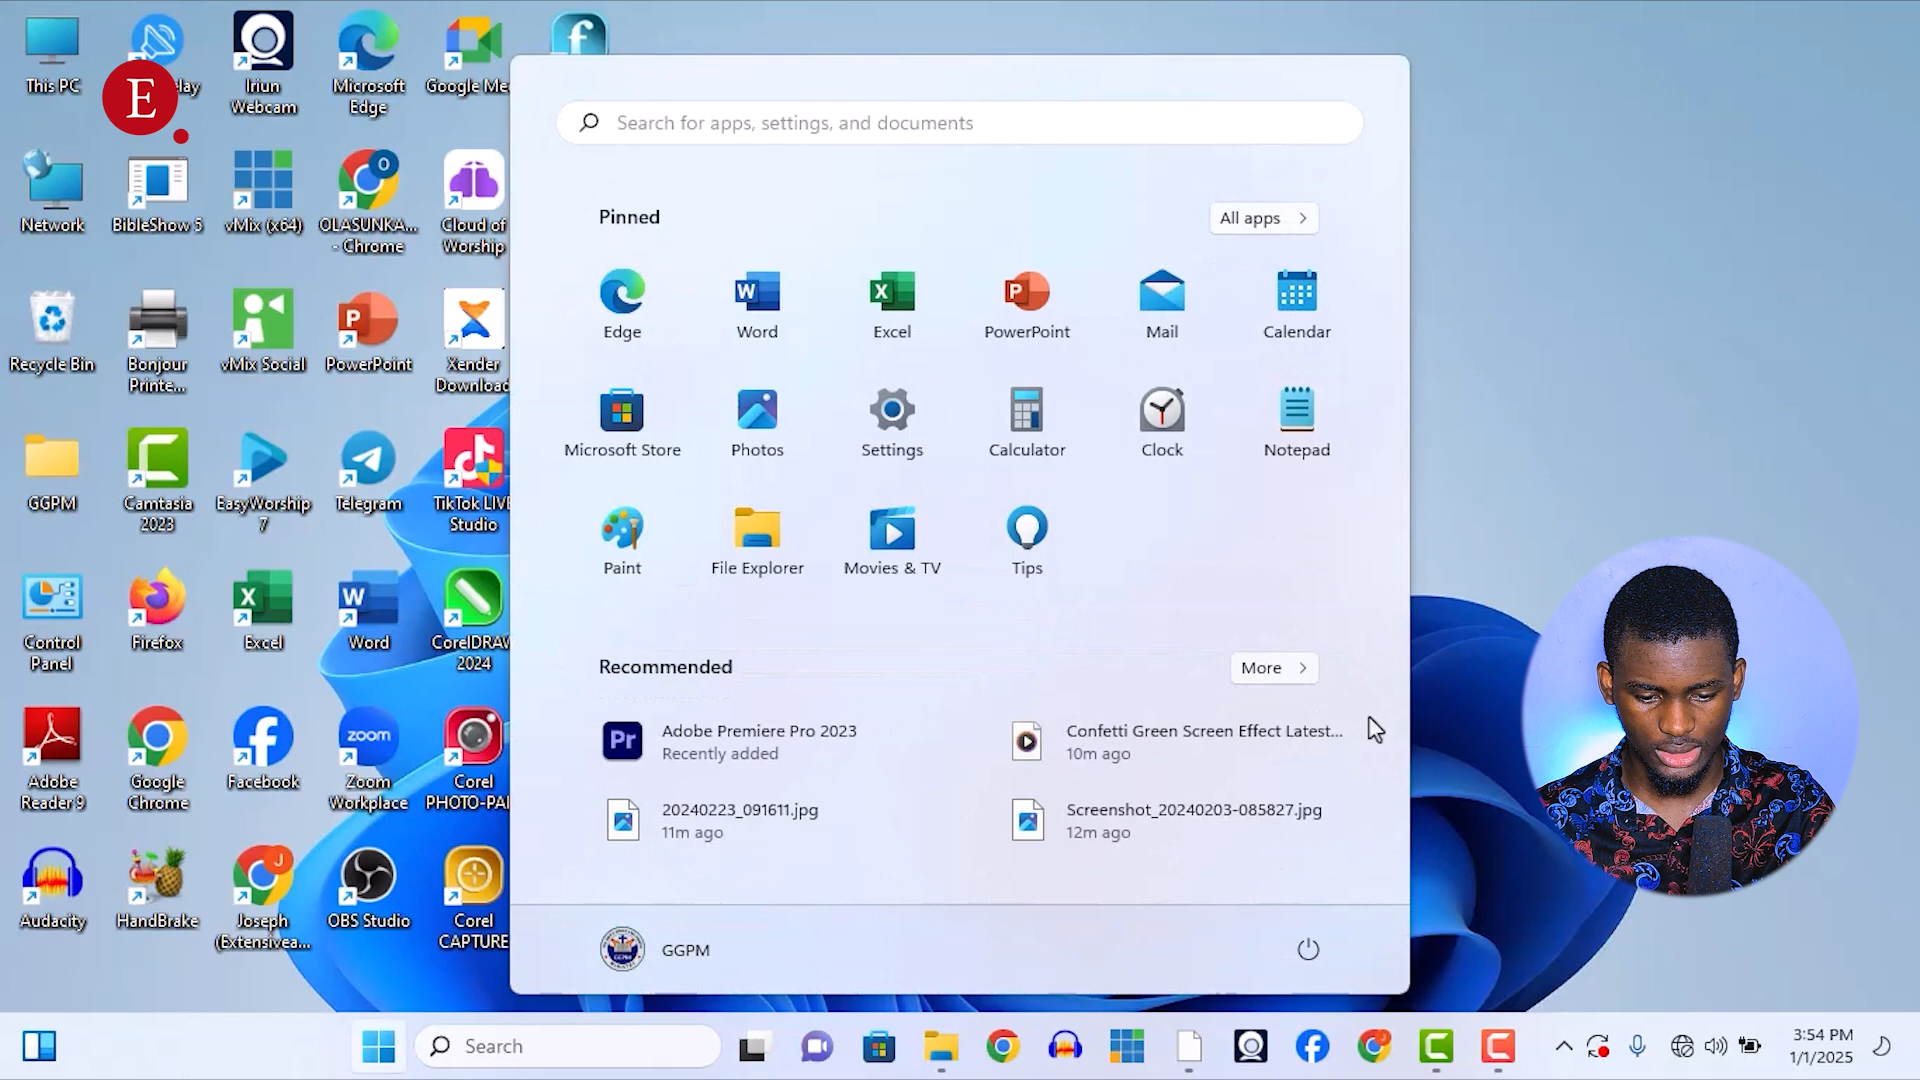 This PC
elay
Iriun
Webcam
Microsoft
Edge
Google Me
E
Network
BibleShow 5
vMix (x64)
OLASUNKA...
- Chrome
Cloud of
Worship
Recycle Bin
Bonjour
Printe...
vMix Social
PowerPoint
Xender
Download
GGPM
Camtasia
2023
EasyWorship
7
Telegram
TikTok LIVE
Studio
Control
Panel
Firefox
Excel
Word
CorelDRAW
2024
Adobe
Reader 9
Google
Chrome
Facebook
zoom
Zoom
Workplace
Corel
PHOTO-PAI
Audacity
HandBrake
Joseph
(Extensivea...
OBS Studio
Corel
CAPTURE
Search for apps, settings, and documents
Pinned
All apps
Edge
Word
Excel
PowerPoint
Mail
Calendar
Microsoft Store
Photos
Settings
Calculator
Clock
Notepad
Paint
File Explorer
Movies & TV
Tips
Recommended
More
Pr
Adobe Premiere Pro 2023
Recently added
Confetti Green Screen Effect Latest...
10m ago
20240223_091611.jpg
11m ago
Screenshot_20240203-085827.jpg
12m ago
GGPM
Search
3:54 PM
1/1/2025